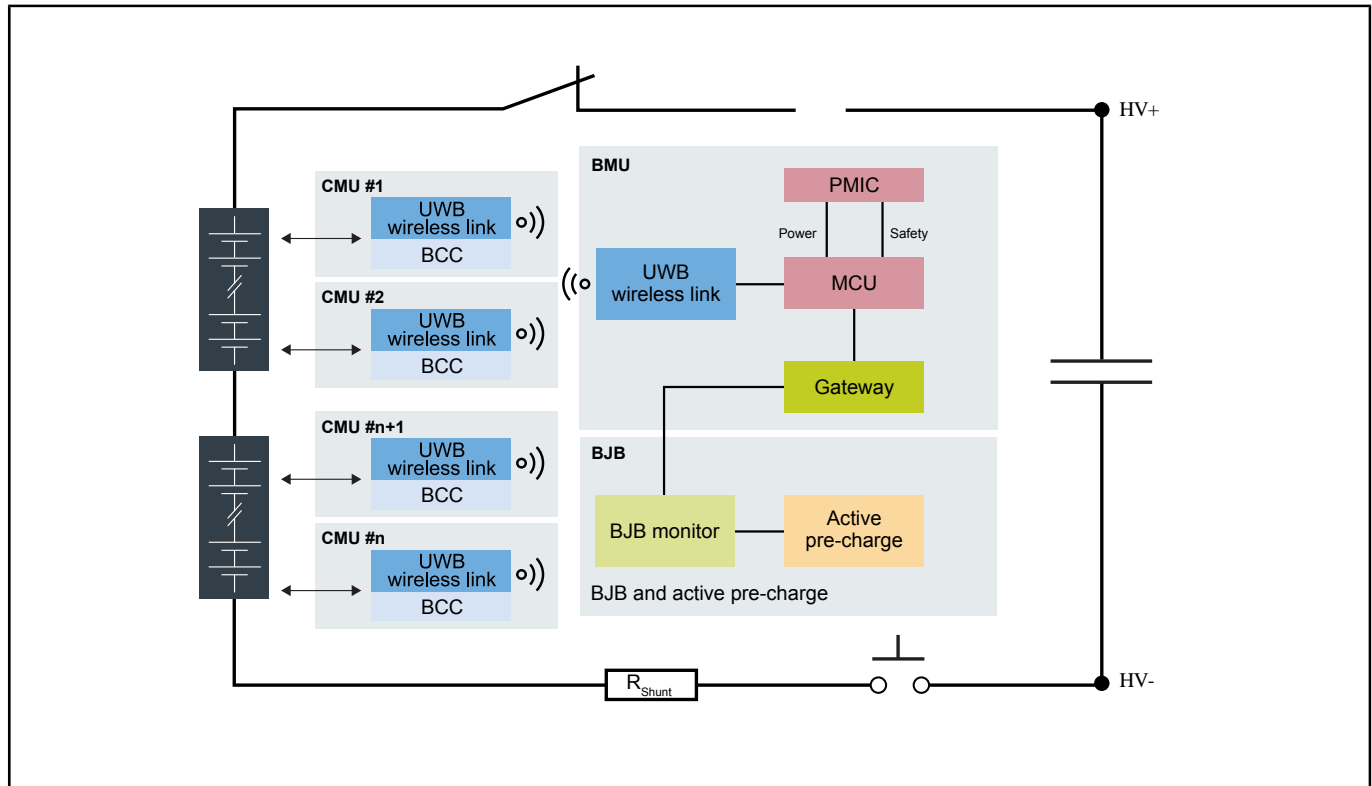 HV+
CMU #1
UWB
wireless link
BCC
CMU #2
UWB
wireless link
BCC
CMU #n+1
UWB
wireless link
BCC
CMU #n
UWB
wireless link
BCC
BMU
PMIC
Power
Safety
UWB
wireless link
MCU
Gateway
BJB
BJB monitor
Active
pre-charge
BJB and active pre-charge
RShunt
HV-